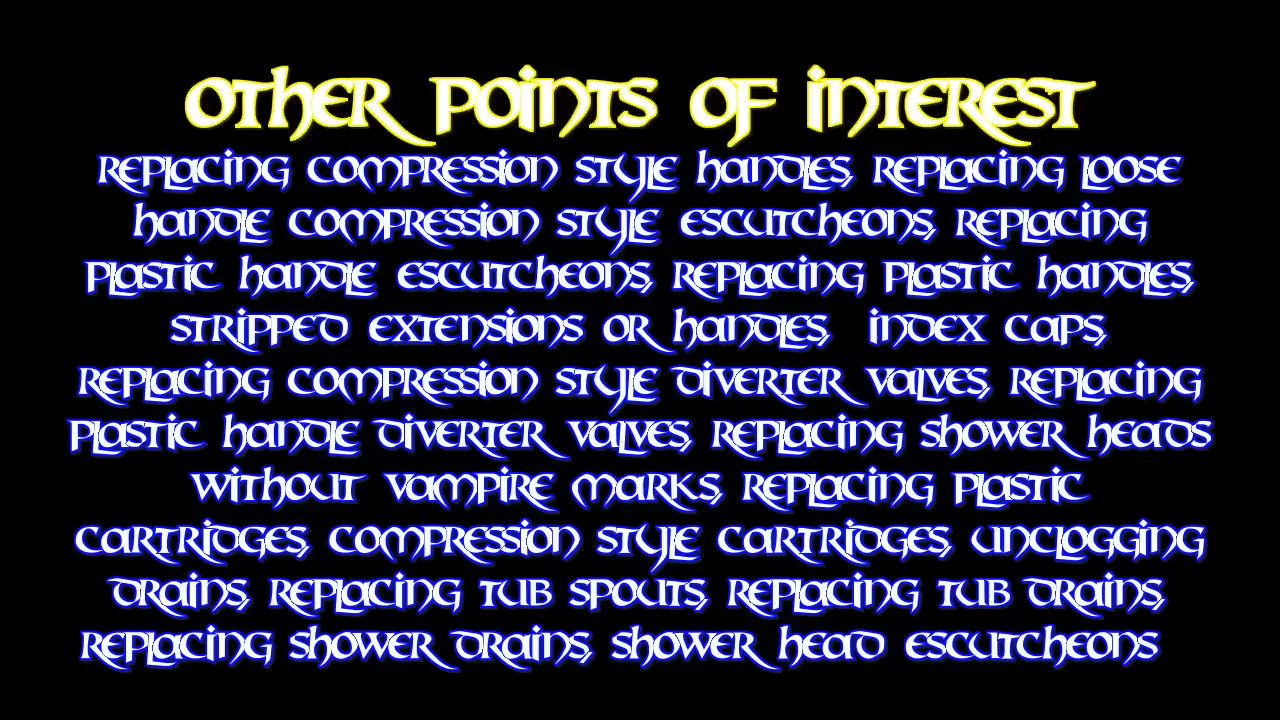 OTHER POINTS OF INTEREST
REPLACING COMPRESSION STYLE HANDLES, REPLACING LOOSE
HANDLE COMPRESSION STYLE ESCUTCHEONS, REPLACING
PLASTIC HANDLE ESCUTCHEONS, REPLACING PLASTIC HANDLES,
STRIPPED EXTENSIONS OR HANDLES, INDEX CAPS,
REPLACING COMPRESSION STYLE DIVERTER VALVES, REPLACING
PLASTIC HANDLE DIVERTER VALVES, REPLACING SHOWER HEADS
WITHOUT VAMPIRE MARKS, REPLACING PLASTIC
CARTRIDGES, COMPRESSION STYLE CARTRIDGES, UNCLOGGING
DRAINS, REPLACING TUB SPOUTS, REPLACING TUB DRAINS,
REPLACING SHOWER DRAINS, SHOWER HEAD ESCUTCHEONS